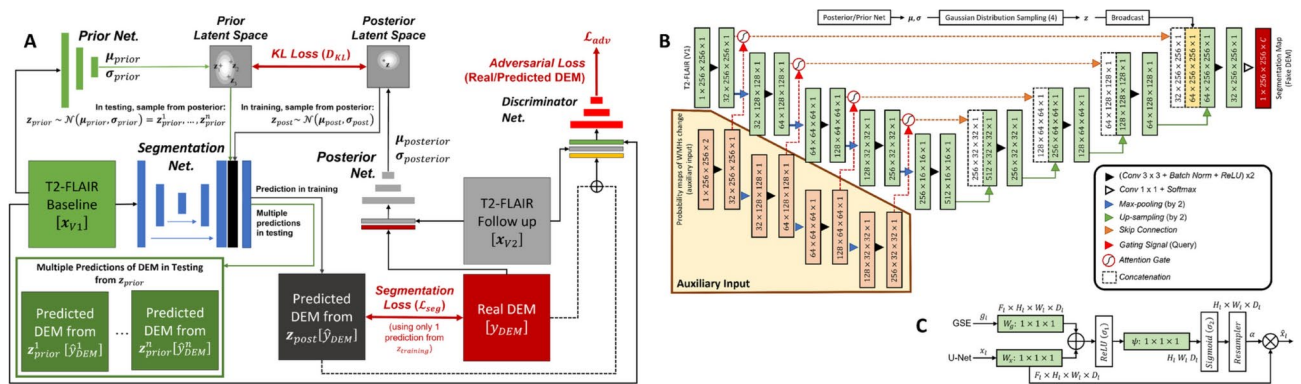 A
Prior Net.
μprior
σprior
Prior
Latent Space
KL Loss (DKL)
Posterior
Latent Space
z
Ladv
Adversarial Loss
(Real/Predicted DEM)
Discriminator
Net.
In testing, sample from posterior:
zprior ~ N(μprior, σprior) = z¹prior, … , zⁿprior
In training, sample from posterior:
zpost ~ N(μpost, σpost)
μposterior
σposterior
Posterior
Net.
Segmentation
Net.
T2-FLAIR
Baseline
[xV1]
Prediction in training
Multiple
predictions
in testing
T2-FLAIR
Follow up
[xV2]
Multiple Predictions of DEM in Testing
from zprior
Predicted
DEM from
z¹prior [ŷ¹DEM]
...
Predicted
DEM from
zⁿprior[ŷⁿDEM]
Predicted
DEM from
zpost[ŷDEM]
Segmentation
Loss (Lseg)
(using only 1
prediction from
ztraining)
Real DEM
[yDEM]
B
Posterior/Prior Net
μ, σ
Gaussian Distribution Sampling (4)
z
Broadcast
T2-FLAIR (V1)
1 × 256 × 256 × 1
32 × 256 × 256 × 1
32 × 128 × 128 × 1
64 × 128 × 128 × 1
64 × 64 × 64 × 1
128 × 64 × 64 × 1
128 × 32 × 32 × 1
256 × 32 × 32 × 1
256 × 16 × 16 × 1
512 × 16 × 16 × 1
256 × 32 × 32 × 1
512 × 32 × 32 × 1
256 × 32 × 32 × 1
128 × 64 × 64 × 1
256 × 64 × 64 × 1
128 × 64 × 64 × 1
64 × 128 × 128 × 1
128 × 128 × 128 × 1
64 × 128 × 128 × 1
32 × 256 × 256 × 1
64 × 256 × 256 × 1
32 × 256 × 256 × 1
1 × 256 × 256 × C
Segmentation Map
(Fake DEM)
Probability maps of WMHs change
(auxiliary input)
1 × 256 × 256 × 2
32 × 256 × 256 × 1
32 × 128 × 128 × 1
64 × 128 × 128 × 1
64 × 64 × 64 × 1
128 × 64 × 64 × 1
128 × 32 × 32 × 1
256 × 32 × 32 × 1
Auxiliary Input
(Conv 3 x 3 + Batch Norm + ReLU) x2
Conv 1 x 1 + Softmax
Max-pooling (by 2)
Up-sampling (by 2)
Skip Connection
Gating Signal (Query)
Attention Gate
Concatenation
C
GSE
gi
Fl × Hl × Wl × Dl
Wg: 1 × 1 × 1
U-Net
xl
Wg: 1 × 1 × 1
Fl × Hl × Wl × Dl
ReLU (σ1)
ψ: 1 × 1 × 1
Hl Wl Dl
Sigmoid (σ2)
Hl × Wl × Dl
Resampler
α
x̂l